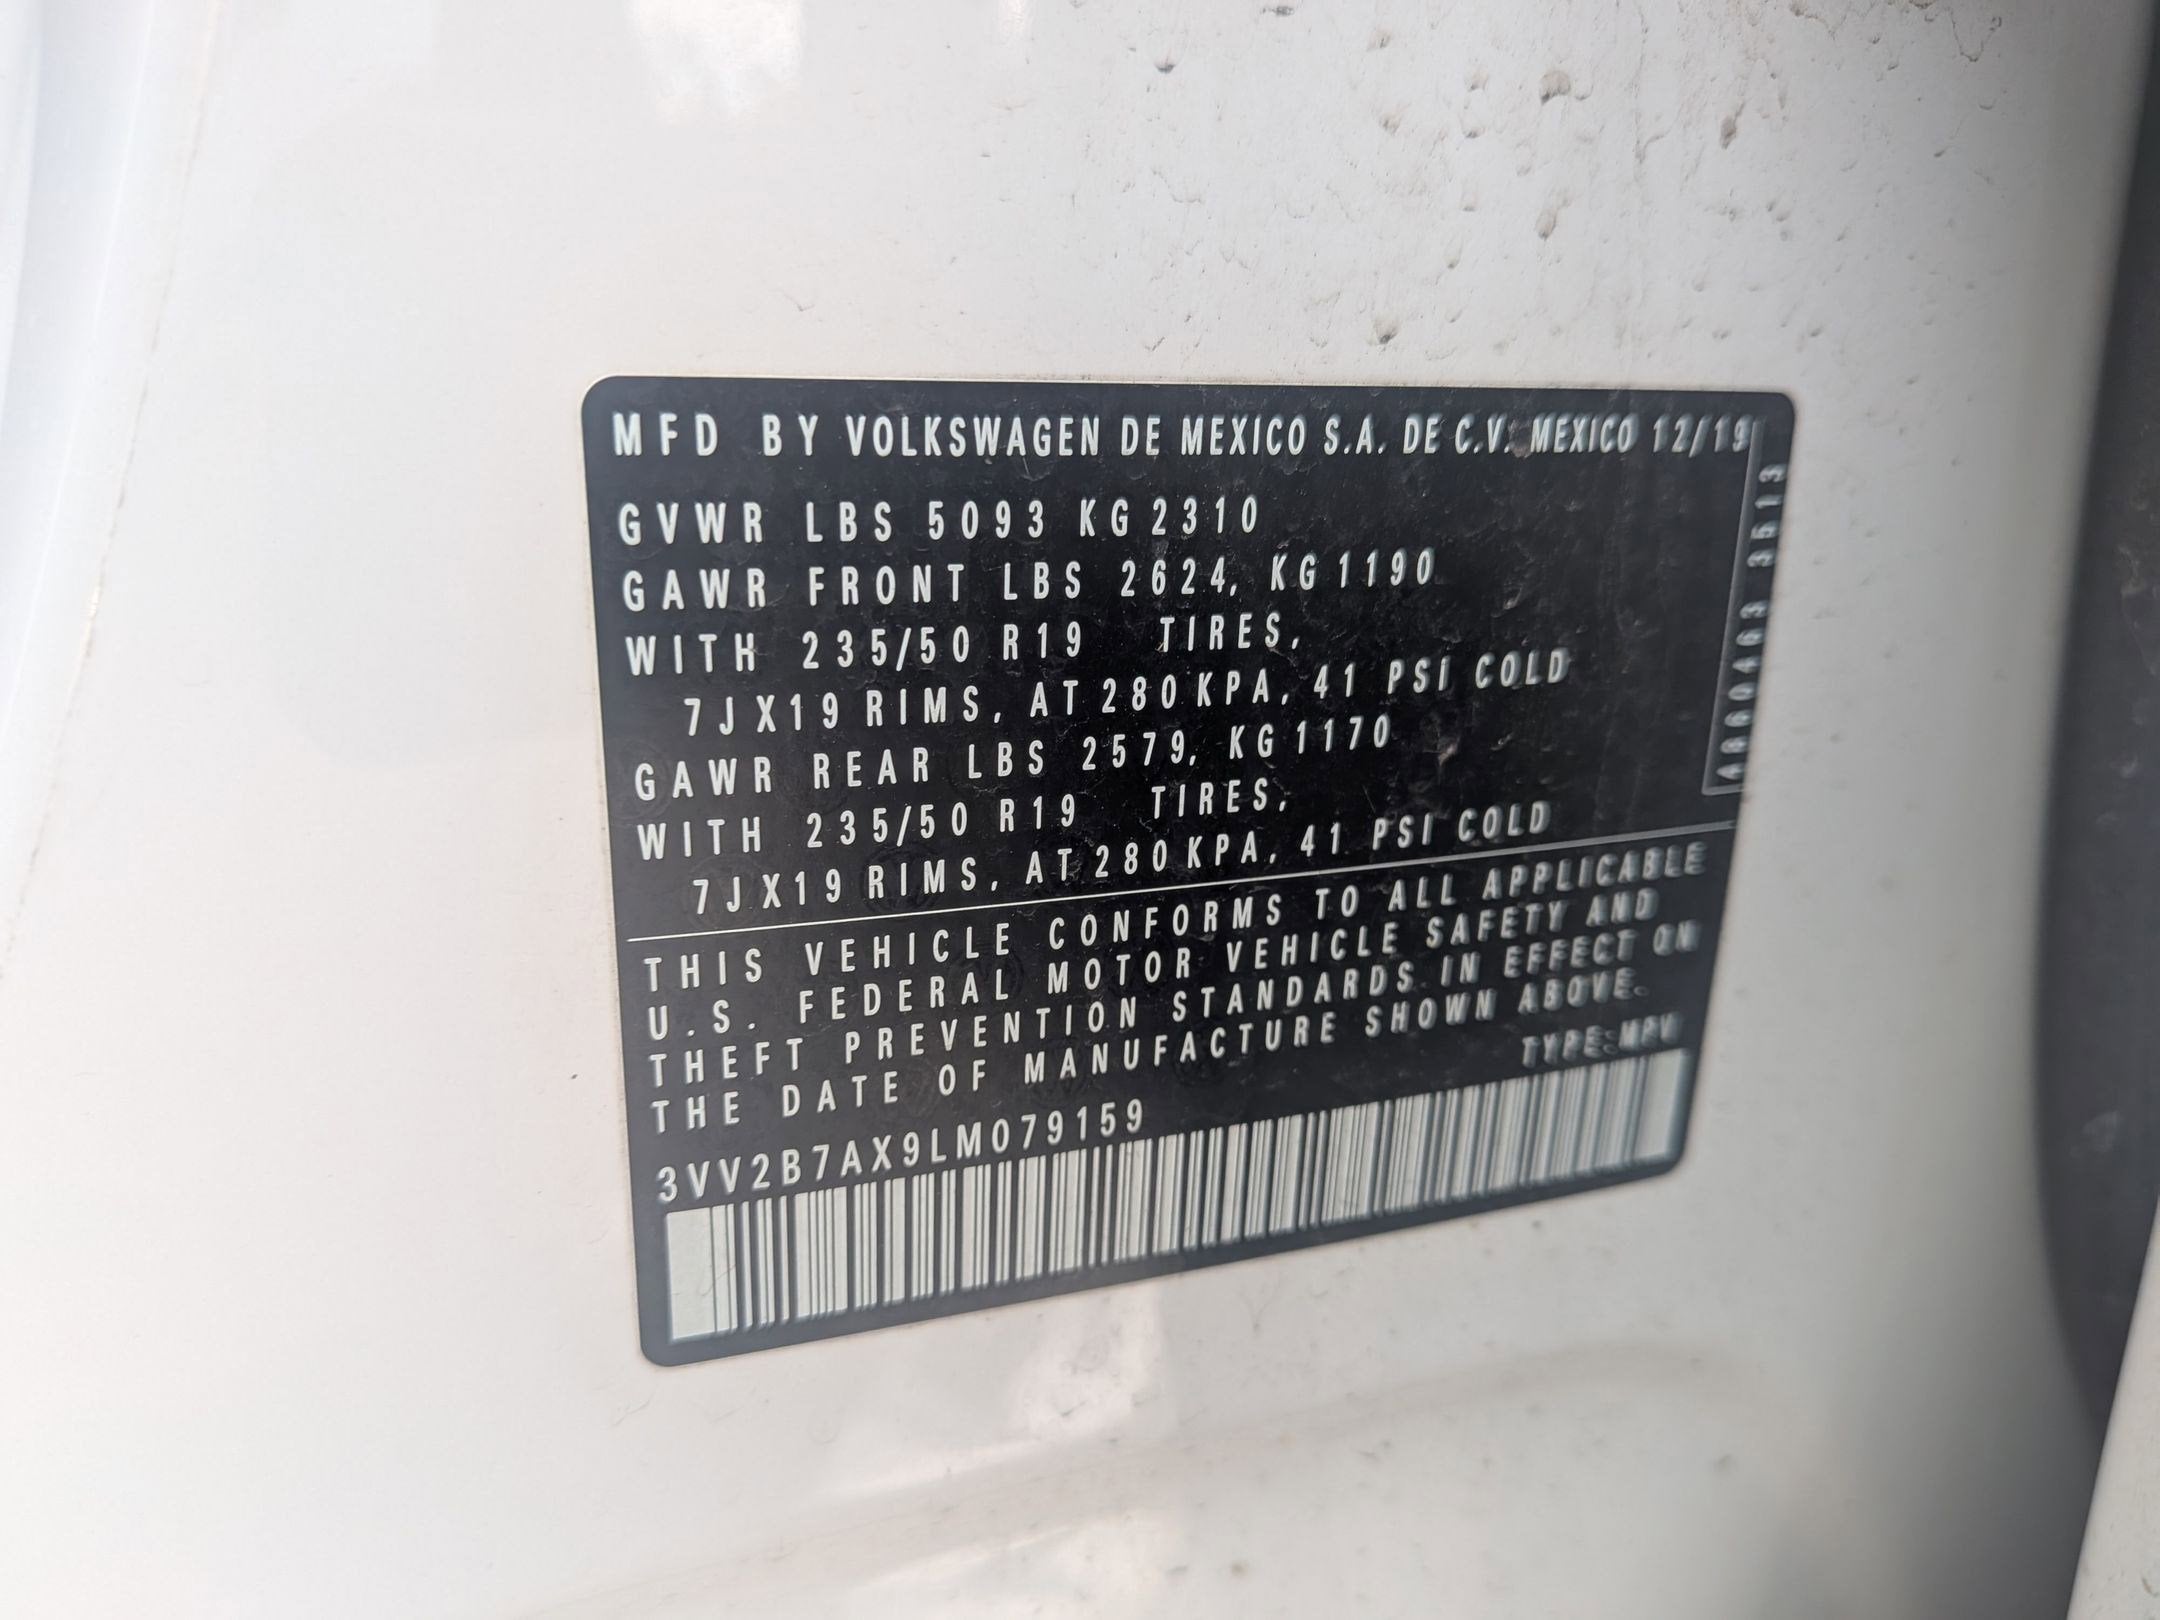 MFD BY VOLKSWAGEN DE MEXICO S.A. DE C.V. MEXICO 12/19
GVWR LBS 5093 KG 2310
GAWR FRONT LBS 2624, KG 1190
WITH 235/50 R19 TIRES,
7JX19 RIMS, AT 280 KPA, 41 PSI COLD
GAWR REAR LBS 2579, KG 1170
WITH 235/50 R19 TIRES,
7JX19 RIMS, AT 280 KPA, 41 PSI COLD
THIS VEHICLE CONFORMS TO ALL APPLICABLE
U.S. FEDERAL MOTOR VEHICLE SAFETY AND
THEFT PREVENTION STANDARDS IN EFFECT ON
THE DATE OF MANUFACTURE SHOWN ABOVE.
TYPE:MPV
3VV2B7AX9LM079159